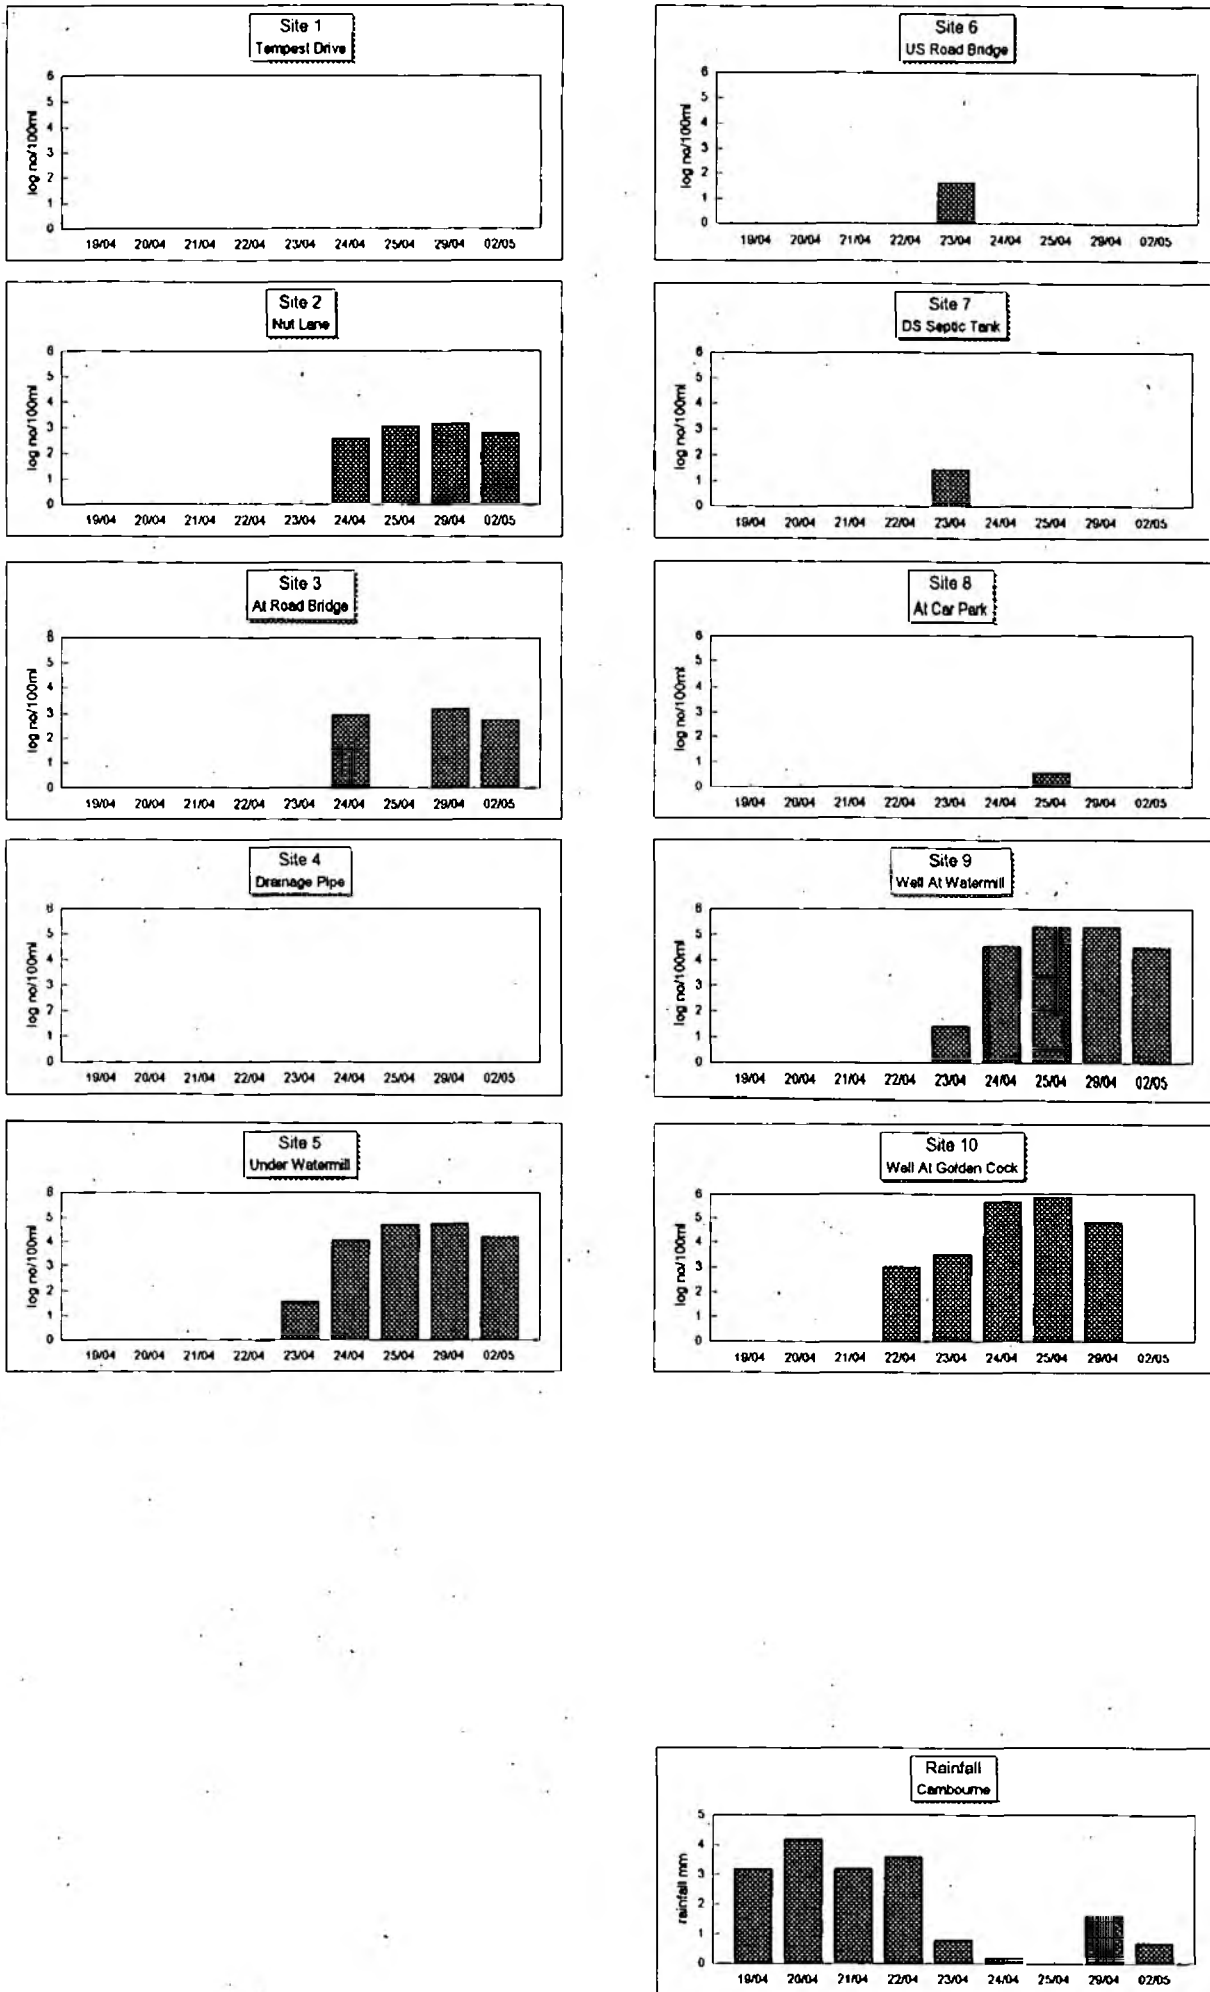 Site 1
Tempest Drive
log no/100ml
6
5
4
3
2
1
0
19/04 20/04 21/04 22/04 23/04 24/04 25/04 29/04 02/05
Site 2
Nut Lane
log no/100ml
6
5
4
3
2
1
0
19/04 20/04 21/04 22/04 23/04 24/04 25/04 29/04 02/05
Site 3
At Road Bridge
log no/100ml
6
5
4
3
2
1
0
19/04 20/04 21/04 22/04 23/04 24/04 25/04 29/04 02/05
Site 4
Drainage Pipe
log no/100ml
6
5
4
3
2
1
0
19/04 20/04 21/04 22/04 23/04 24/04 25/04 29/04 02/05
Site 5
Under Watermill
log no/100ml
6
5
4
3
2
1
0
19/04 20/04 21/04 22/04 23/04 24/04 25/04 29/04 02/05
Site 6
US Road Bridge
log no/100ml
6
5
4
3
2
1
0
19/04 20/04 21/04 22/04 23/04 24/04 25/04 29/04 02/05
Site 7
DS Septic Tank
log no/100ml
6
5
4
3
2
1
0
19/04 20/04 21/04 22/04 23/04 24/04 25/04 29/04 02/05
Site 8
At Car Park
log no/100ml
6
5
4
3
2
1
0
19/04 20/04 21/04 22/04 23/04 24/04 25/04 29/04 02/05
Site 9
Well At Watermill
log no/100ml
6
5
4
3
2
1
0
19/04 20/04 21/04 22/04 23/04 24/04 25/04 29/04 02/05
Site 10
Well At Golden Cock
log no/100ml
6
5
4
3
2
1
0
19/04 20/04 21/04 22/04 23/04 24/04 25/04 29/04 02/05
Rainfall
Cambourne
rainfall mm
5
4
3
2
1
0
19/04 20/04 21/04 22/04 23/04 24/04 25/04 29/04 02/05